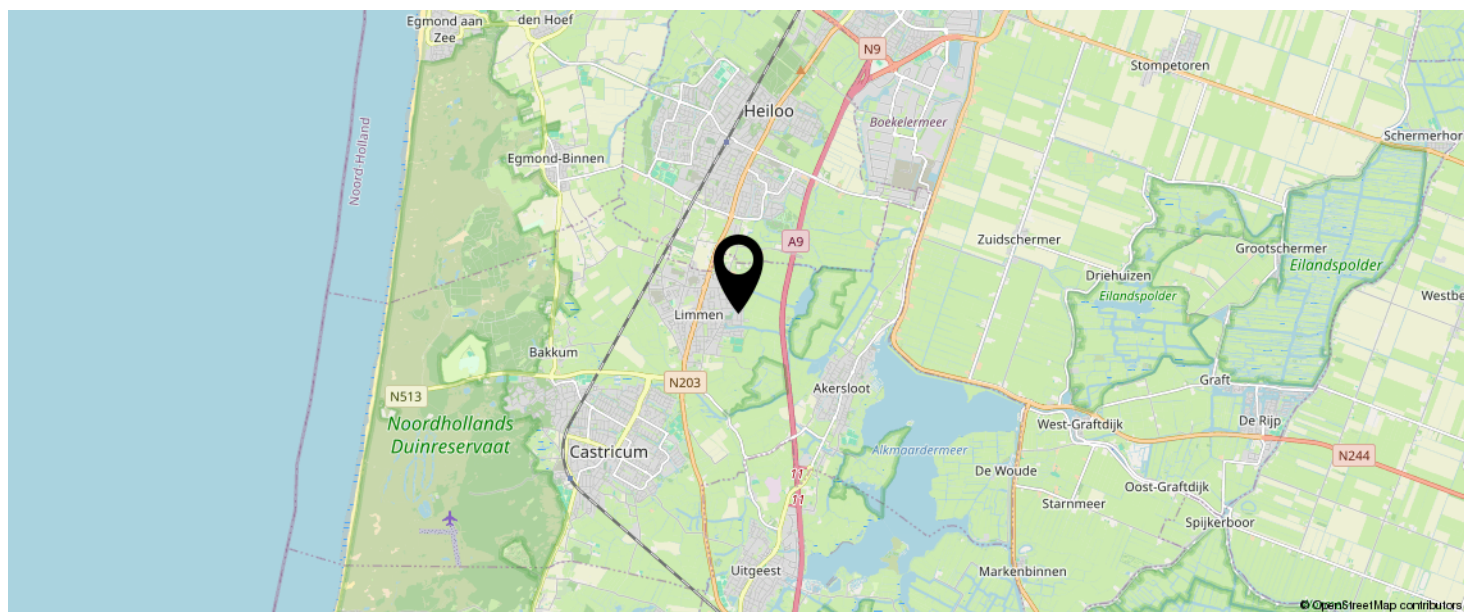 Egmond aan
Zee
den Hoef
N9
Stompetoren
Heiloo
Boekelermeer
Schermerhor
Noord-Holland
Egmond-Binnen
A9
Zuidschermer
Grootschermer
Eilandspolder
Driehuizen
Eilandspolder
Westbe
Limmen
Bakkum
N203
Akersloot
Graft
N513
Noordhollands
Duinreservaat
De Rijp
West-Graftdijk
Castricum
Alkmaardermeer
N244
11
De Woude
Oost-Graftdijk
11
Starnmeer
Spijkerboor
Uitgeest
Markenbinnen
© OpenStreetMap contributors